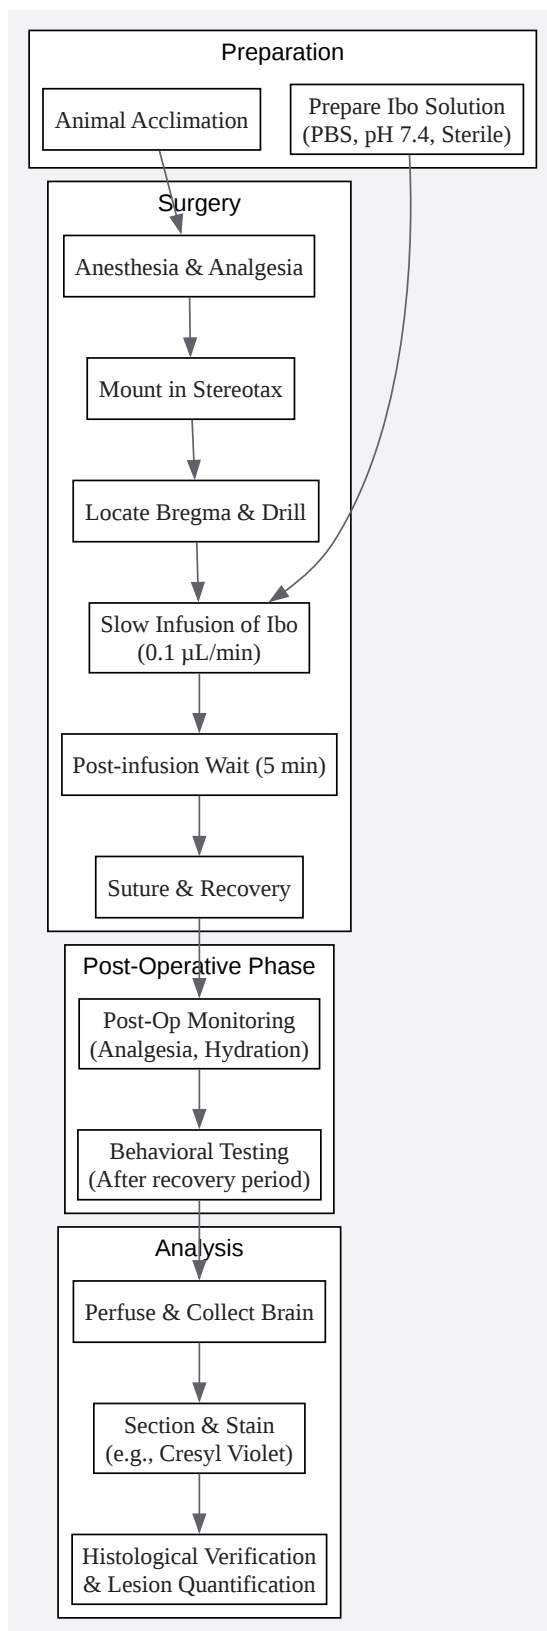 Preparation
Animal Acclimation
Prepare Ibo Solution
(PBS, pH 7.4, Sterile)
Surgery
Anesthesia & Analgesia
Mount in Stereotax
Locate Bregma & Drill
Slow Infusion of Ibo
(0.1 µL/min)
Post-infusion Wait (5 min)
Suture & Recovery
Post-Operative Phase
Post-Op Monitoring
(Analgesia, Hydration)
Behavioral Testing
(After recovery period)
Analysis
Perfuse & Collect Brain
Section & Stain
(e.g., Cresyl Violet)
Histological Verification
& Lesion Quantification